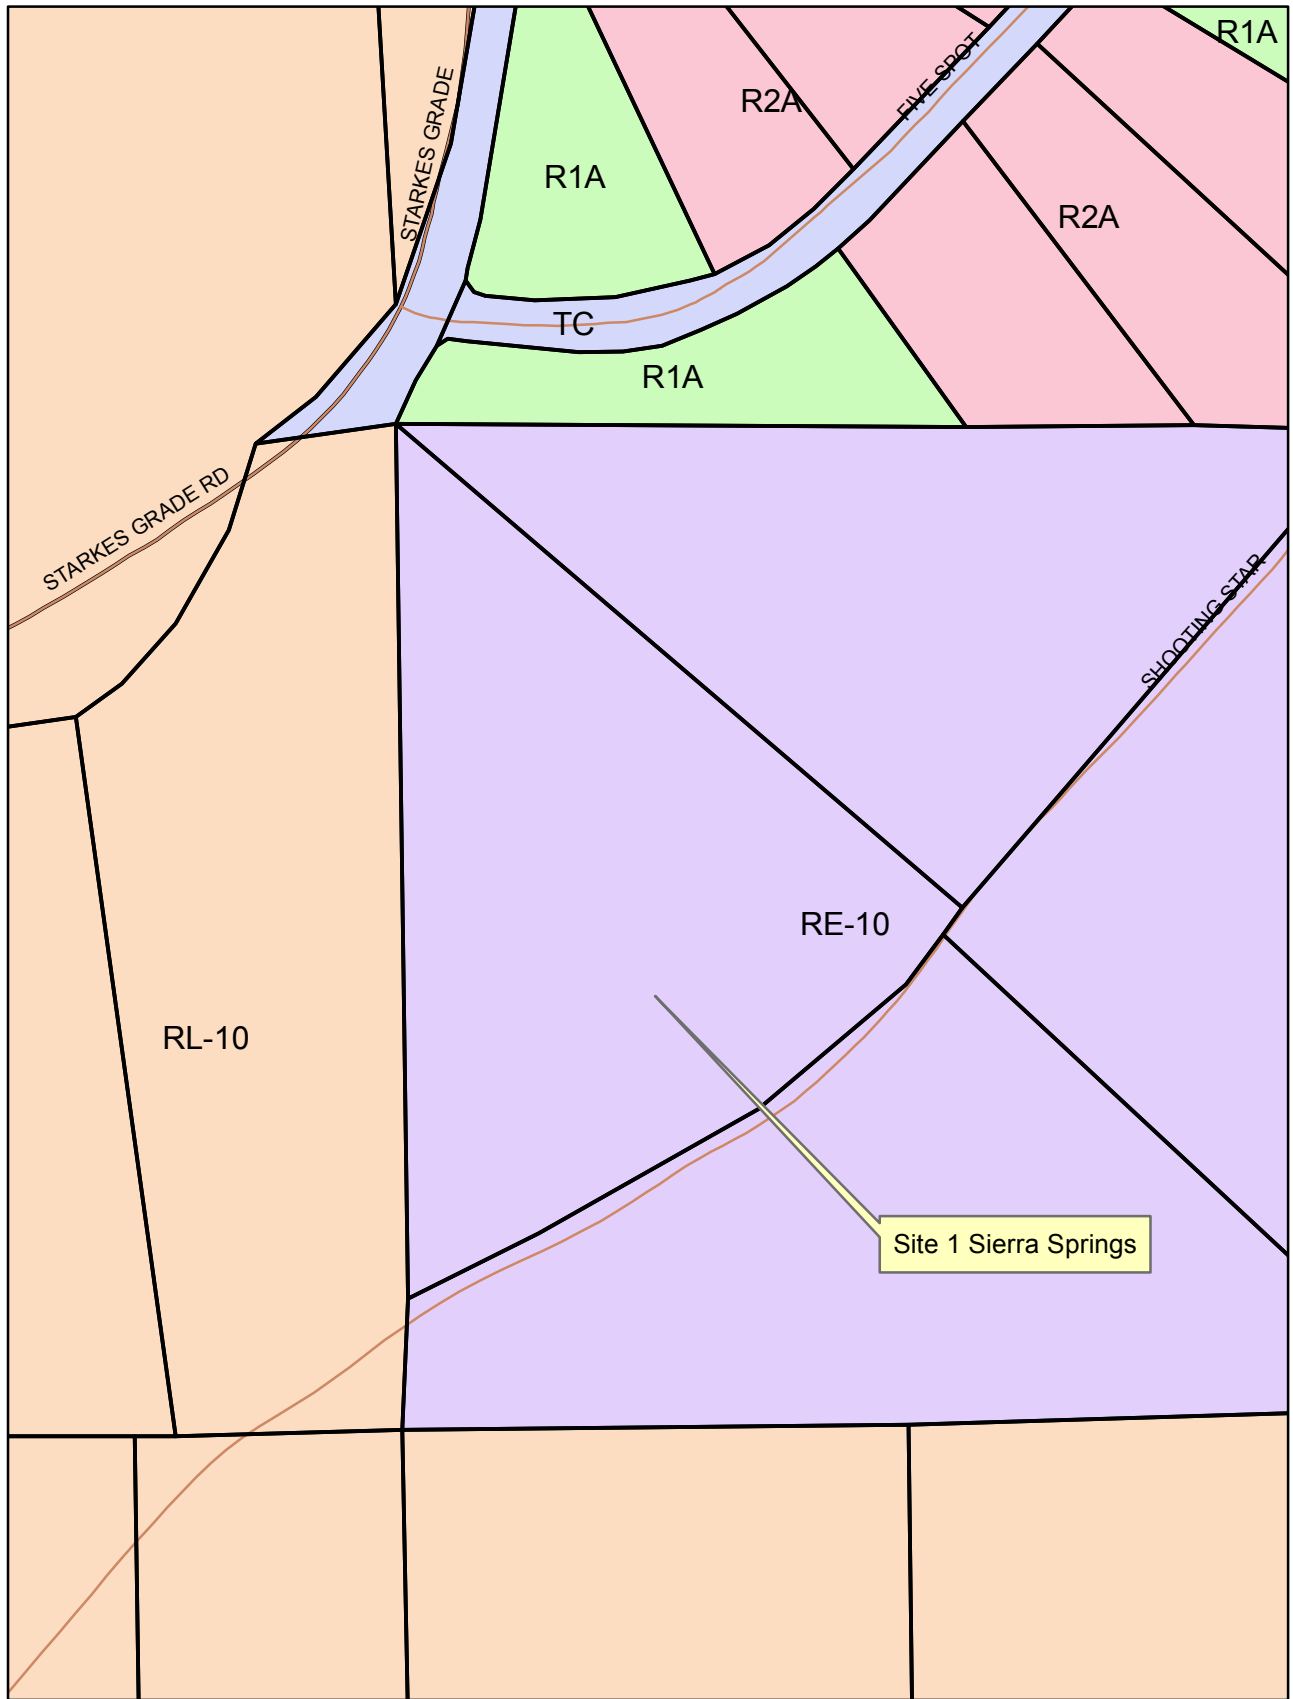 R1A
R2A
FIVE SPOT
STARKES GRADE
R1A
R2A
TC
R1A
STARKES GRADE RD
SHOOTING STAR
RE-10
RL-10
Site 1 Sierra Springs